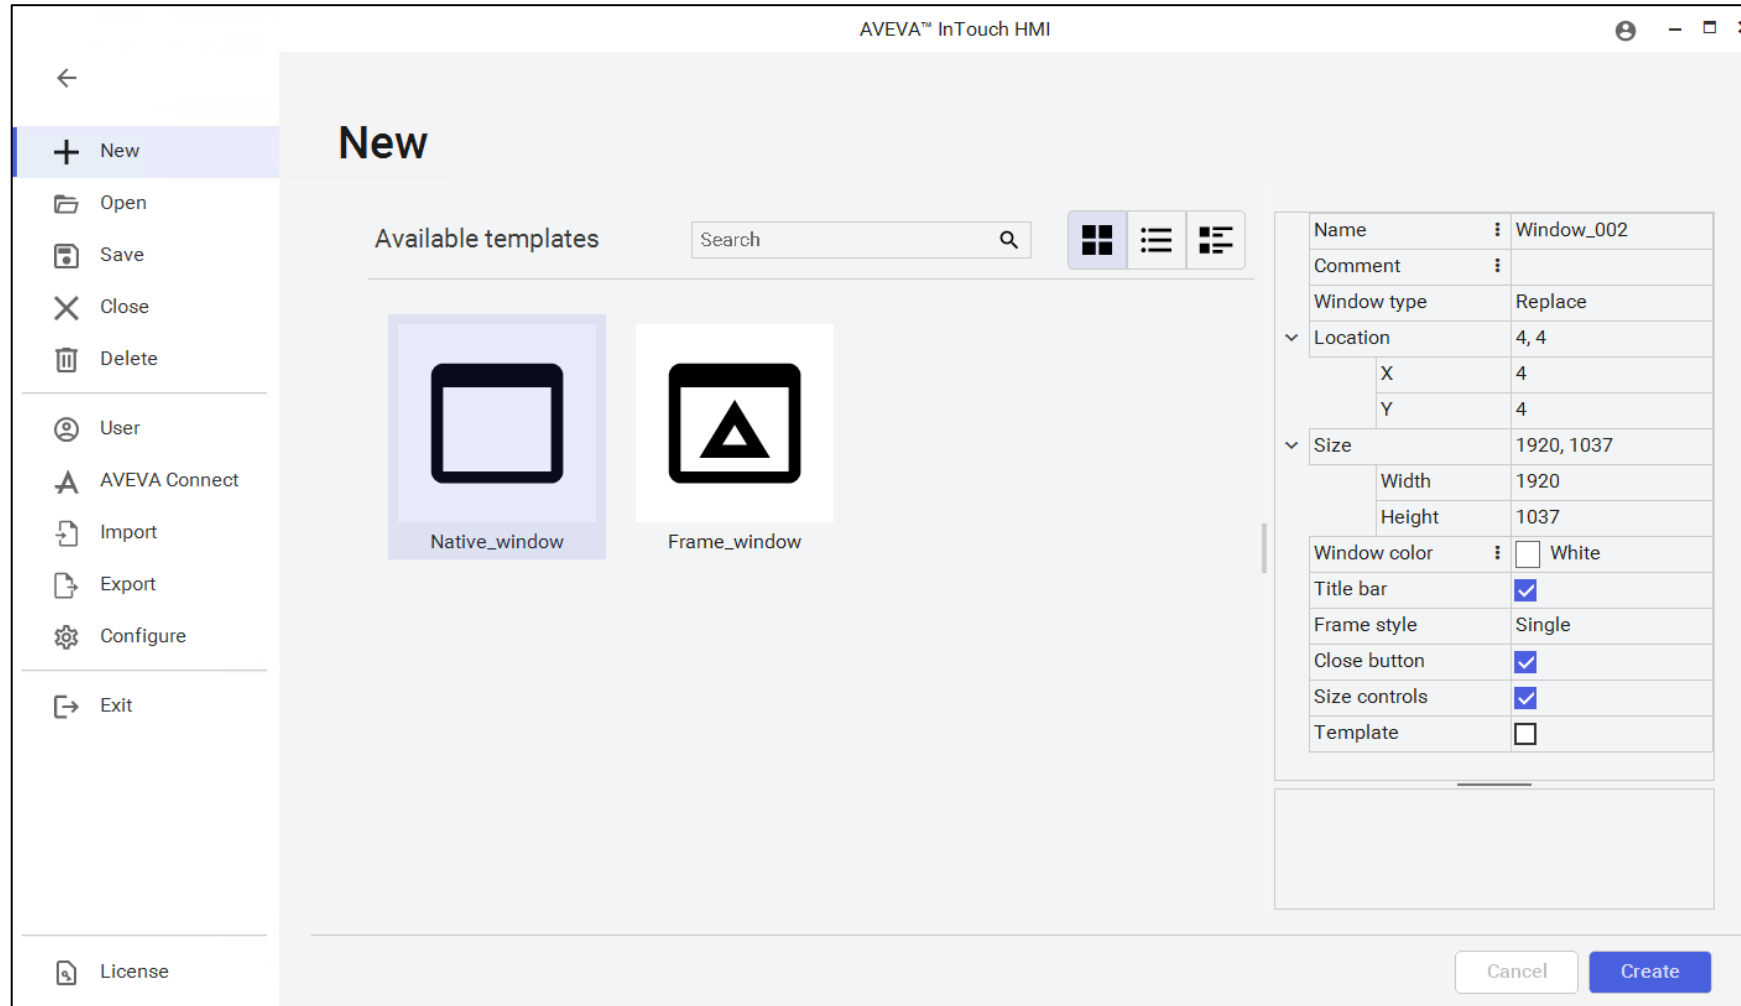 AVEVA™ InTouch HMI
New
Open
Save
Close
Delete
User
AVEVA Connect
Import
Export
Configure
Exit
License
New
Available templates
Search
Native_window
Frame_window
Name Window_002
Comment
Window type Replace
Location 4, 4
X 4
Y 4
Size 1920, 1037
Width 1920
Height 1037
Window color White
Title bar
Frame style Single
Close button
Size controls
Template
Cancel
Create